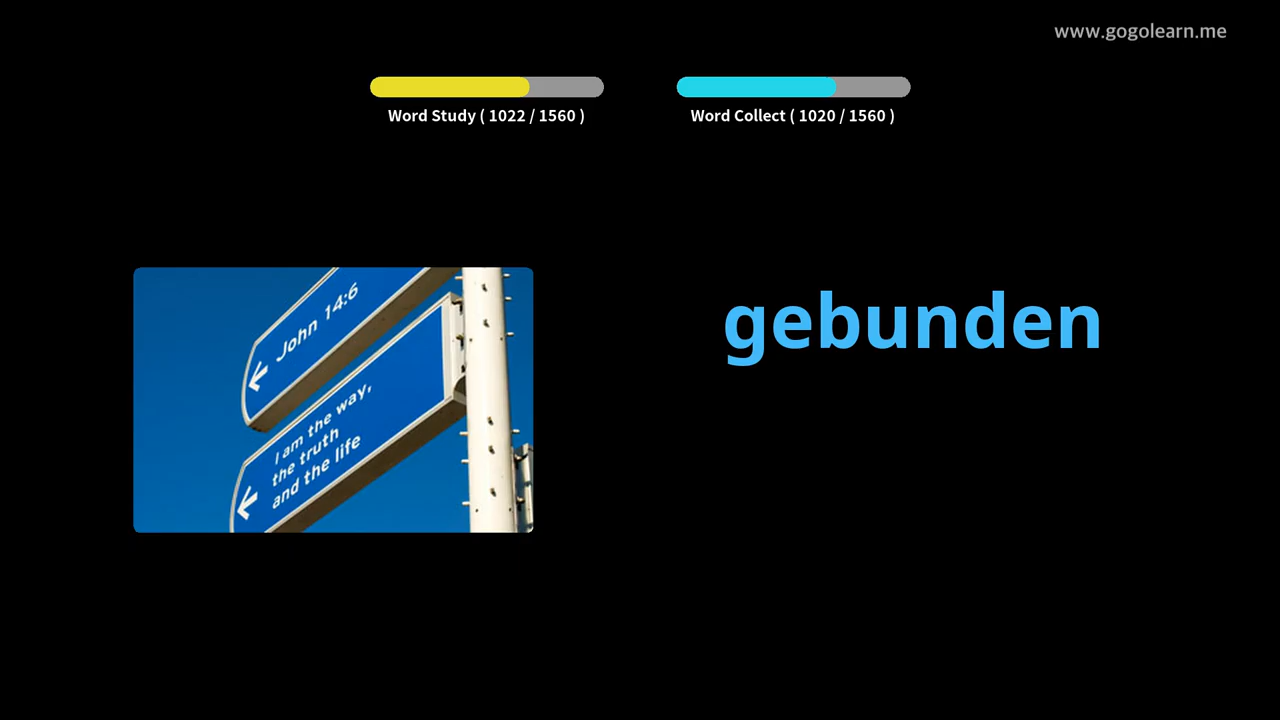 www.gogolearn.me
Word Study ( 1022 / 1560 )
Word Collect ( 1020 / 1560 )
John 14:6
I am the way,
the truth
and the life
gebunden